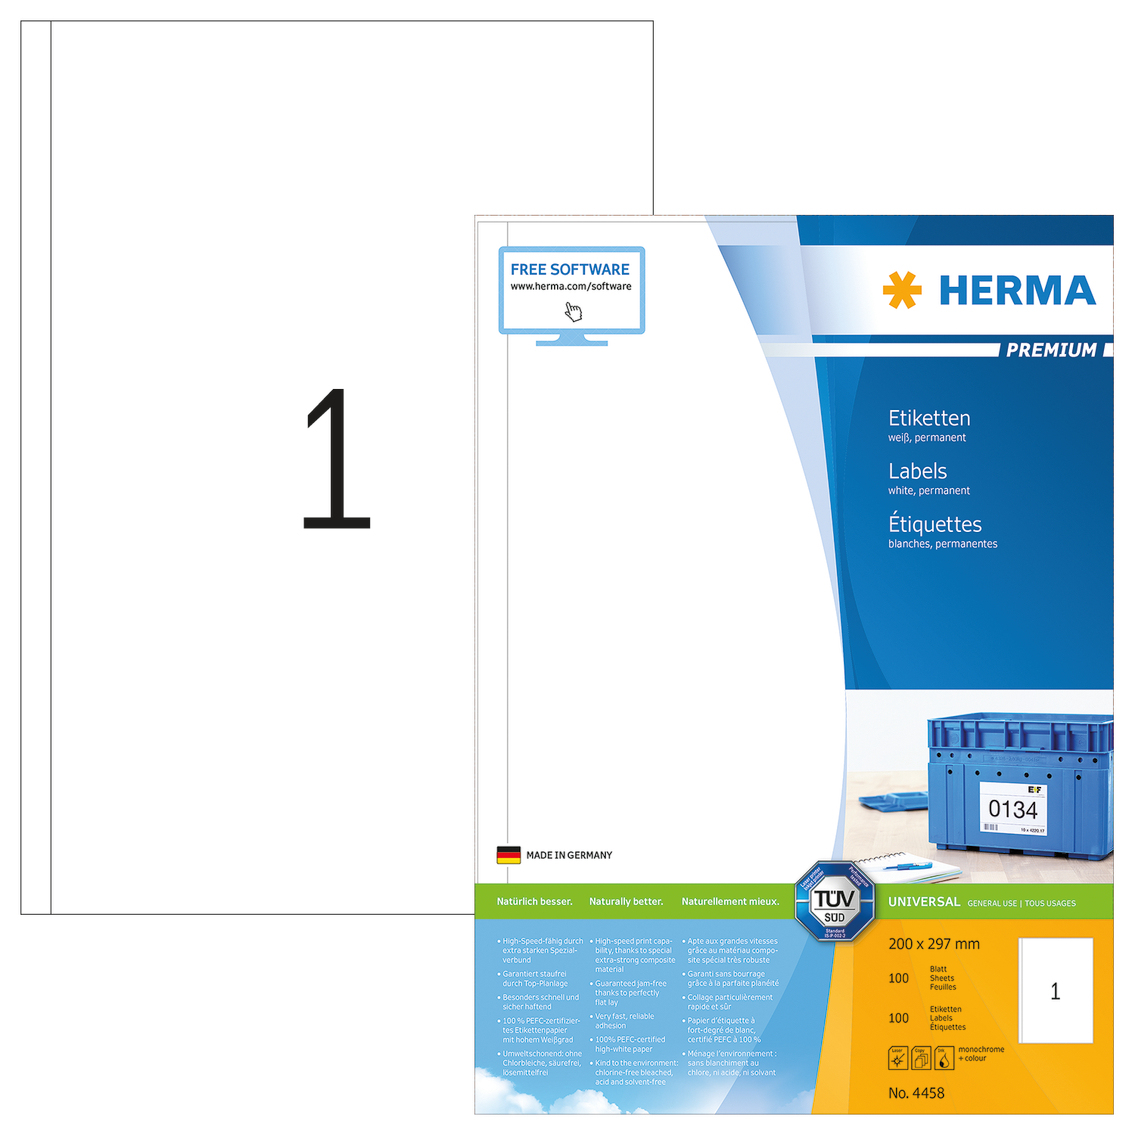 1
FREE SOFTWARE
www.herma.com/software
HERMA
PREMIUM
Etiketten
weiß, permanent
Labels
white, permanent
Étiquettes
blanches, permanentes
E+F
0134
MADE IN GERMANY
Natürlich besser.
• High-Speed-fähig durch
extra starken Spezial-
verbund
• Garantiert staufrei
durch Top-Planlage
• Besonders schnell und
sicher haftend
• 100 % PEFC-zertifizier-
tes Etikettenpapier
mit hohem Weißgrad
• Umweltschonend: ohne
Chlorbleiche, säurefrei,
lösemittelfrei
Naturally better.
• High-speed print capa-
bility, thanks to special
extra-strong composite
material
• Guaranteed jam-free
thanks to perfectly
flat lay
• Very fast, reliable
adhesion
• 100% PEFC-certified
high-white paper
• Kind to the environment:
chlorine-free bleached,
acid and solvent-free
Naturellement mieux.
• Apte aux grandes vitesses
grâce au matériau compo-
site spécial très robuste
• Garanti sans bourrage
grâce à la parfaite planéité
• Collage particulièrement
rapide et sûr
• Papier d'étiquette à
fort-degré de blanc,
certifié PEFC à 100 %
• Ménage l'environnement :
sans blanchiment au
chlore, ni acide, ni solvant
TÜV
SÜD
Standard
UNIVERSAL GENERAL USE | TOUS USAGES
200 x 297 mm
100 Blatt
Sheets
Feuilles
100 Etiketten
Labels
Étiquettes
1
Laser Copy Ink monochrome
+ colour
No. 4458